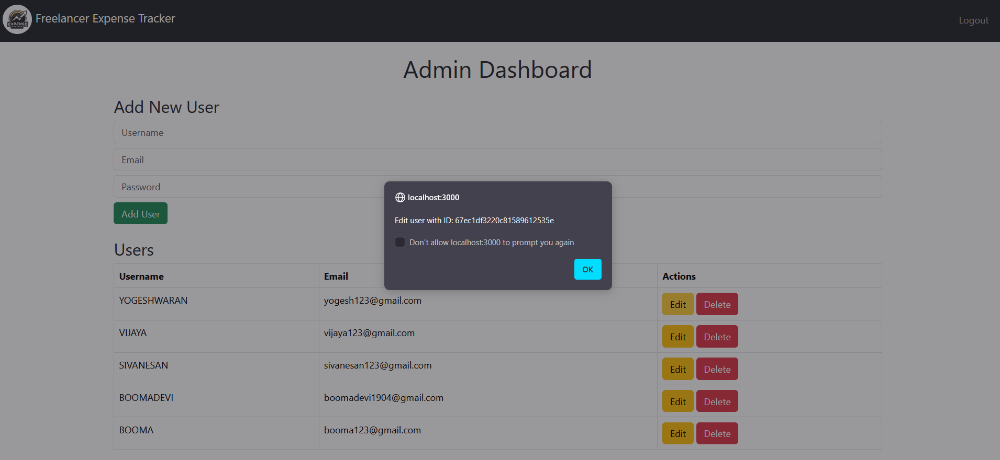 EXPENSE
TRACKER
Freelancer Expense Tracker
Logout
Admin Dashboard
Add New User
Username
Email
Password
Add User
localhost:3000
Edit user with ID: 67ec1df3220c81589612535e
Don't allow localhost:3000 to prompt you again
OK
Users
Username Email Actions
YOGESHWARAN yogesh123@gmail.com Edit Delete
VIJAYA vijaya123@gmail.com Edit Delete
SIVANESAN sivanesan123@gmail.com Edit Delete
BOOMADEVI boomadevi1904@gmail.com Edit Delete
BOOMA booma123@gmail.com Edit Delete